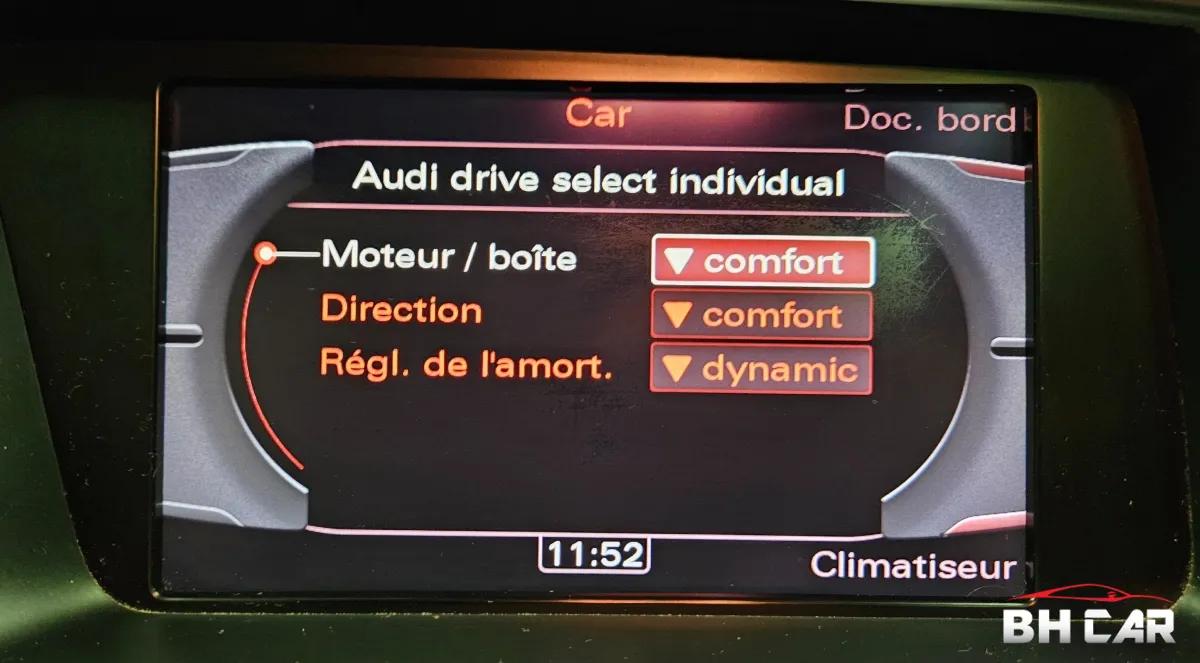 Car
Doc. bord
Audi drive select individual
Moteur / boîte ▼ comfort
Direction ▼ comfort
Régl. de l'amort. ▼ dynamic
11:52
Climatiseur
BH CAR